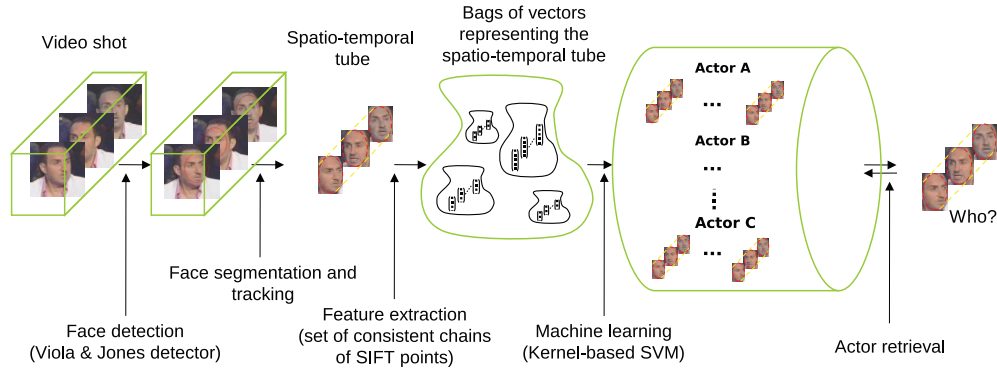 Video shot
Spatio-temporal
tube
Bags of vectors
representing the
spatio-temporal tube
Actor A
...
Actor B
...
Actor C
...
Who?
Face segmentation and
tracking
Face detection
(Viola & Jones detector)
Feature extraction
(set of consistent chains
of SIFT points)
Machine learning
(Kernel-based SVM)
Actor retrieval